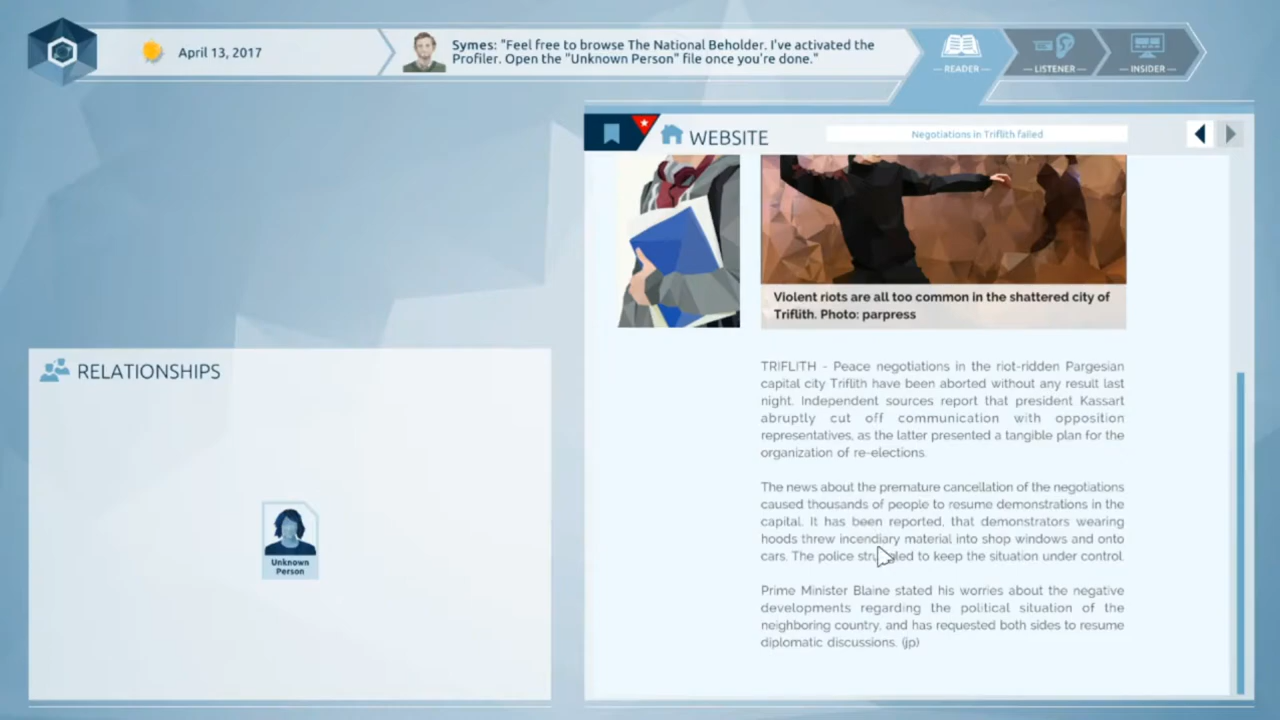 April 13, 2017
Symes: "Feel free to browse The National Beholder. I've activated the
Profiler. Open the "Unknown Person" file once you're done."
READER
LISTENER
INSIDER
WEBSITE
Negotiations in Triflith failed
Violent riots are all too common in the shattered city of
Triflith. Photo: parpress
RELATIONSHIPS
Unknown
Person
TRIFLITH - Peace negotiations in the riot-ridden Pargesian
capital city Triflith have been aborted without any result last
night. Independent sources report that president Kassart
abruptly cut off communication with opposition
representatives, as the latter presented a tangible plan for the
organization of re-elections.
The news about the premature cancellation of the negotiations
caused thousands of people to resume demonstrations in the
capital. It has been reported, that demonstrators wearing
hoods threw incendiary material into shop windows and onto
cars. The police struggled to keep the situation under control.
Prime Minister Blaine stated his worries about the negative
developments regarding the political situation of the
neighboring country, and has requested both sides to resume
diplomatic discussions. (jp)